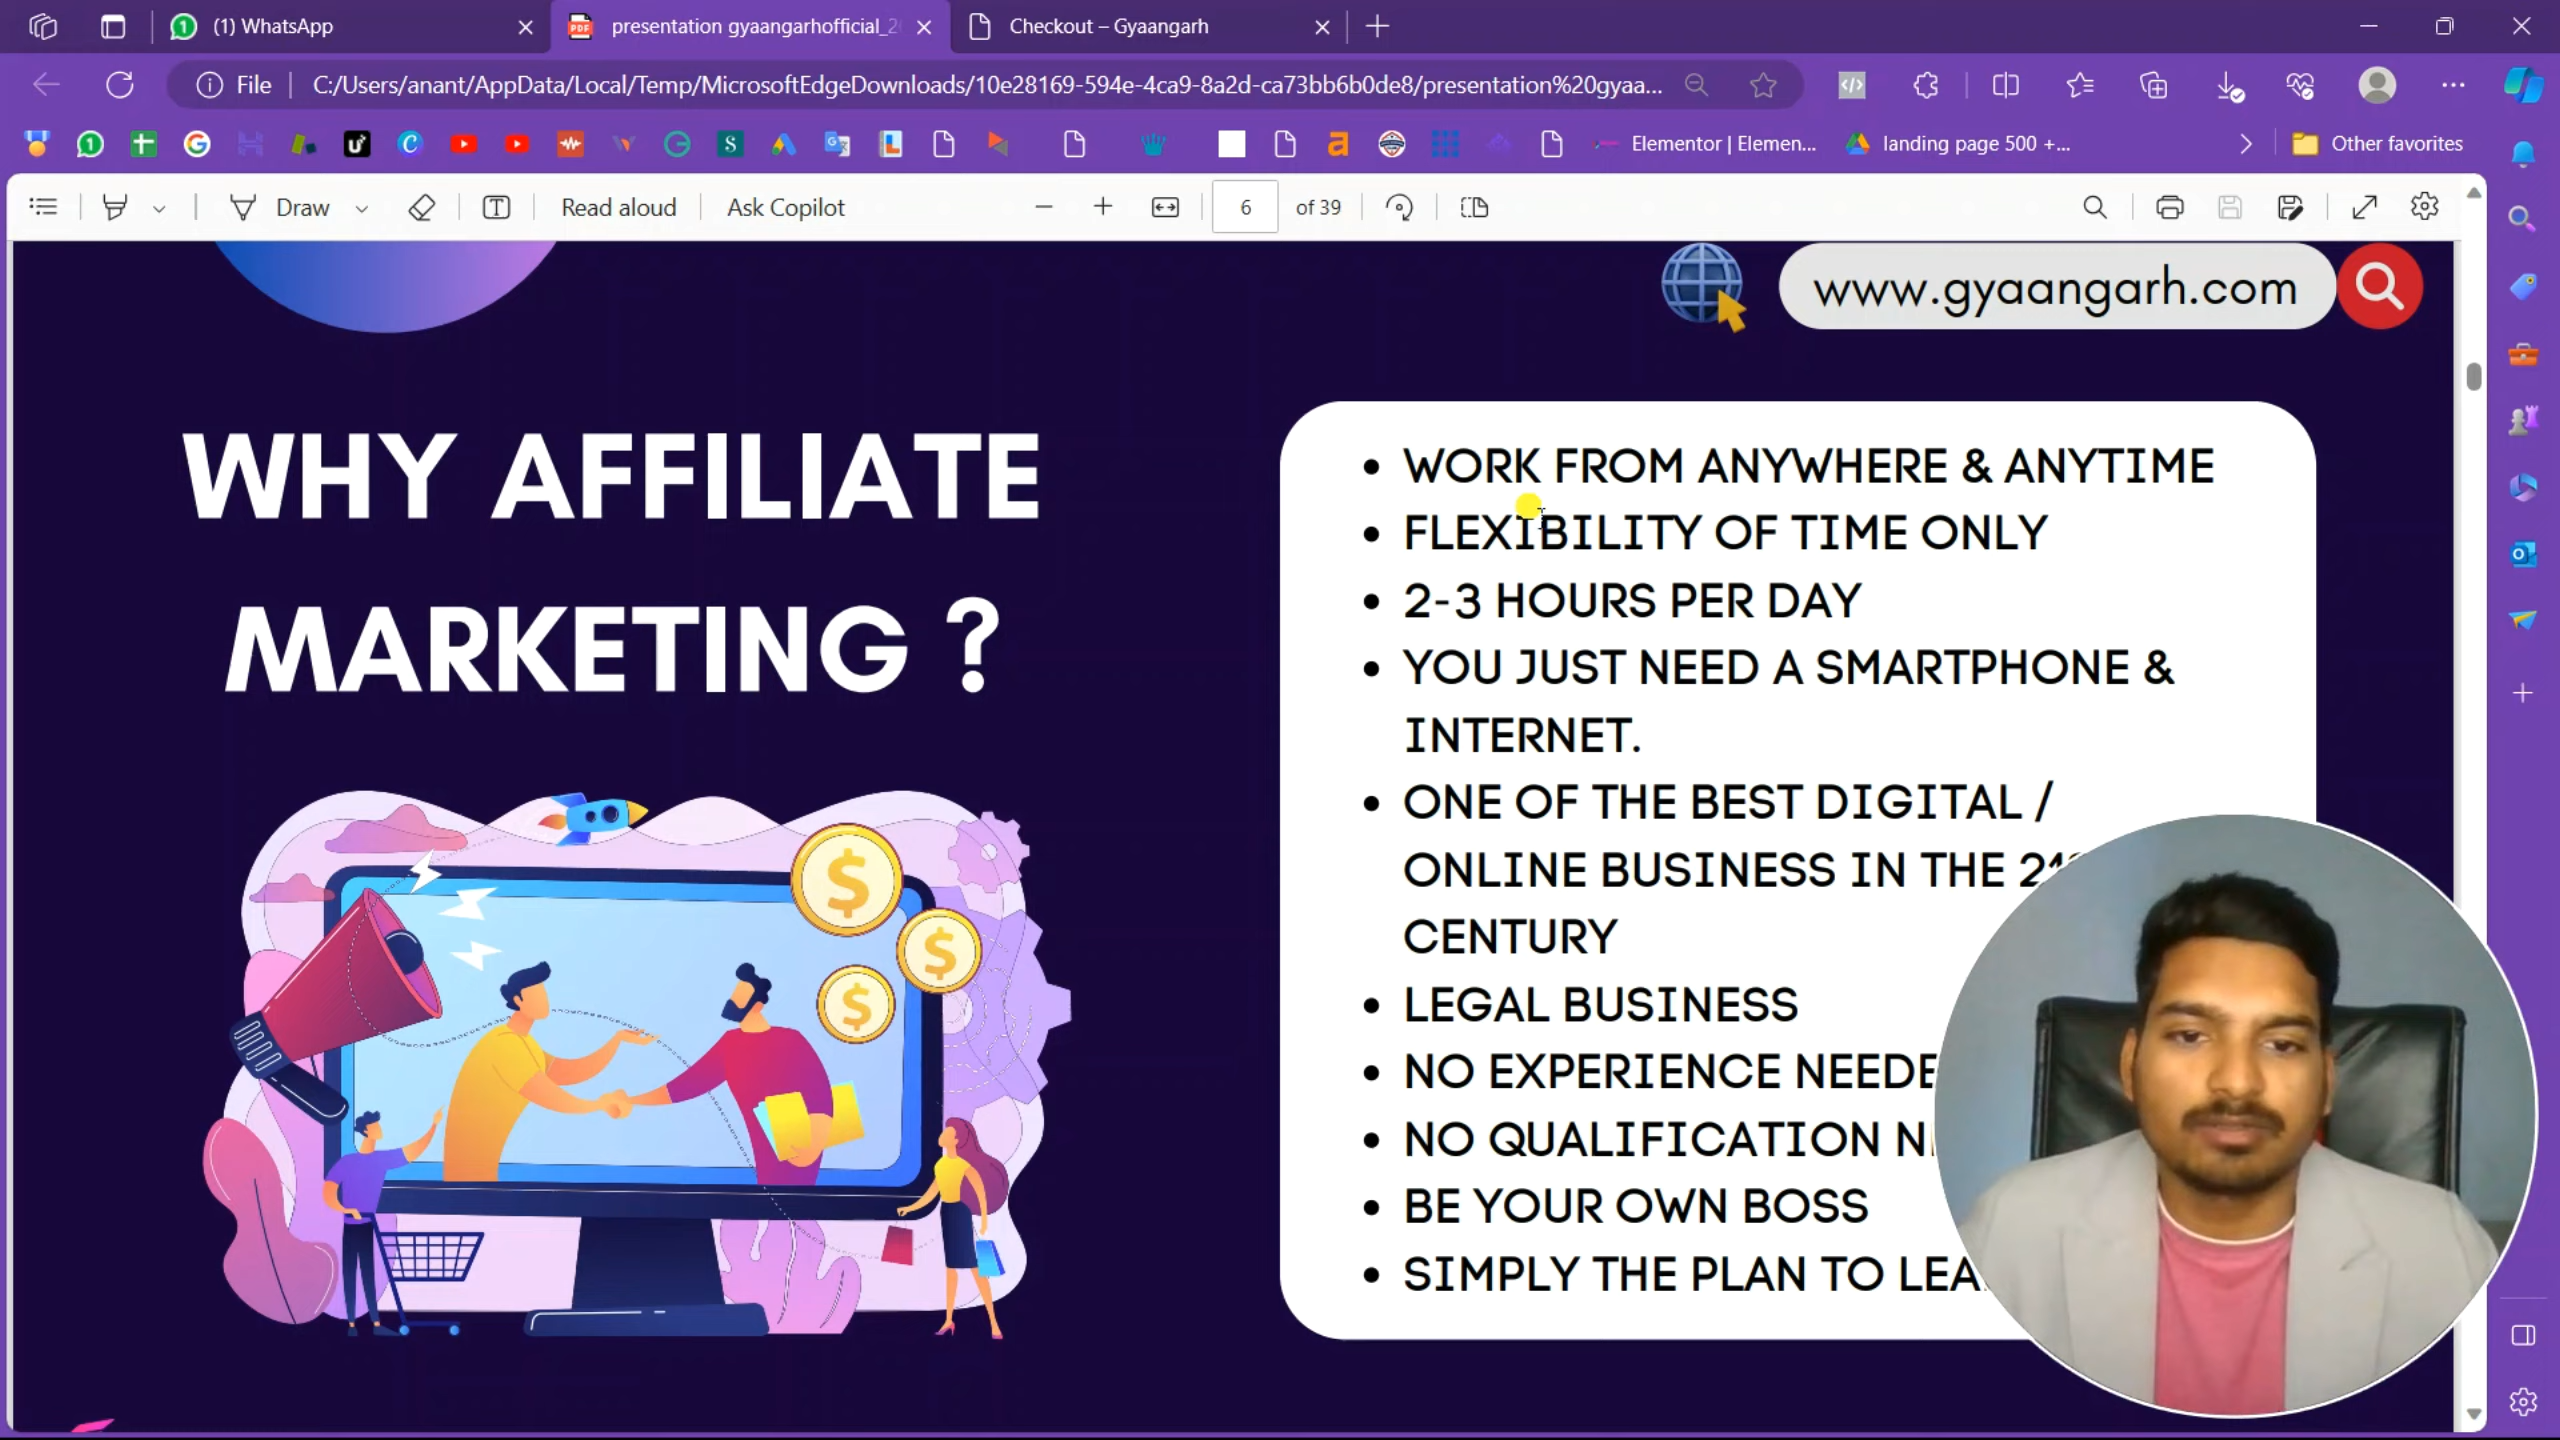 (1) WhatsApp
presentation gyaangarhofficial_2
Checkout – Gyaangarh
File
C:/Users/anant/AppData/Local/Temp/MicrosoftEdgeDownloads/10e28169-594e-4ca9-8a2d-ca73bb6b0de8/presentation%20gyaa...
Elementor | Elemen...
landing page 500 +...
Other favorites
Draw
Read aloud
Ask Copilot
6
of 39
www.gyaangarh.com
WHY AFFILIATE
MARKETING ?
• WORK FROM ANYWHERE & ANYTIME
• FLEXIBILITY OF TIME ONLY
• 2-3 HOURS PER DAY
• YOU JUST NEED A SMARTPHONE &
INTERNET.
• ONE OF THE BEST DIGITAL /
ONLINE BUSINESS IN THE
CENTURY
• LEGAL BUSINESS
• NO EXPERIENCE NEEDE
• NO QUALIFICATION
• BE YOUR OWN BOSS
• SIMPLY THE PLAN TO LEA